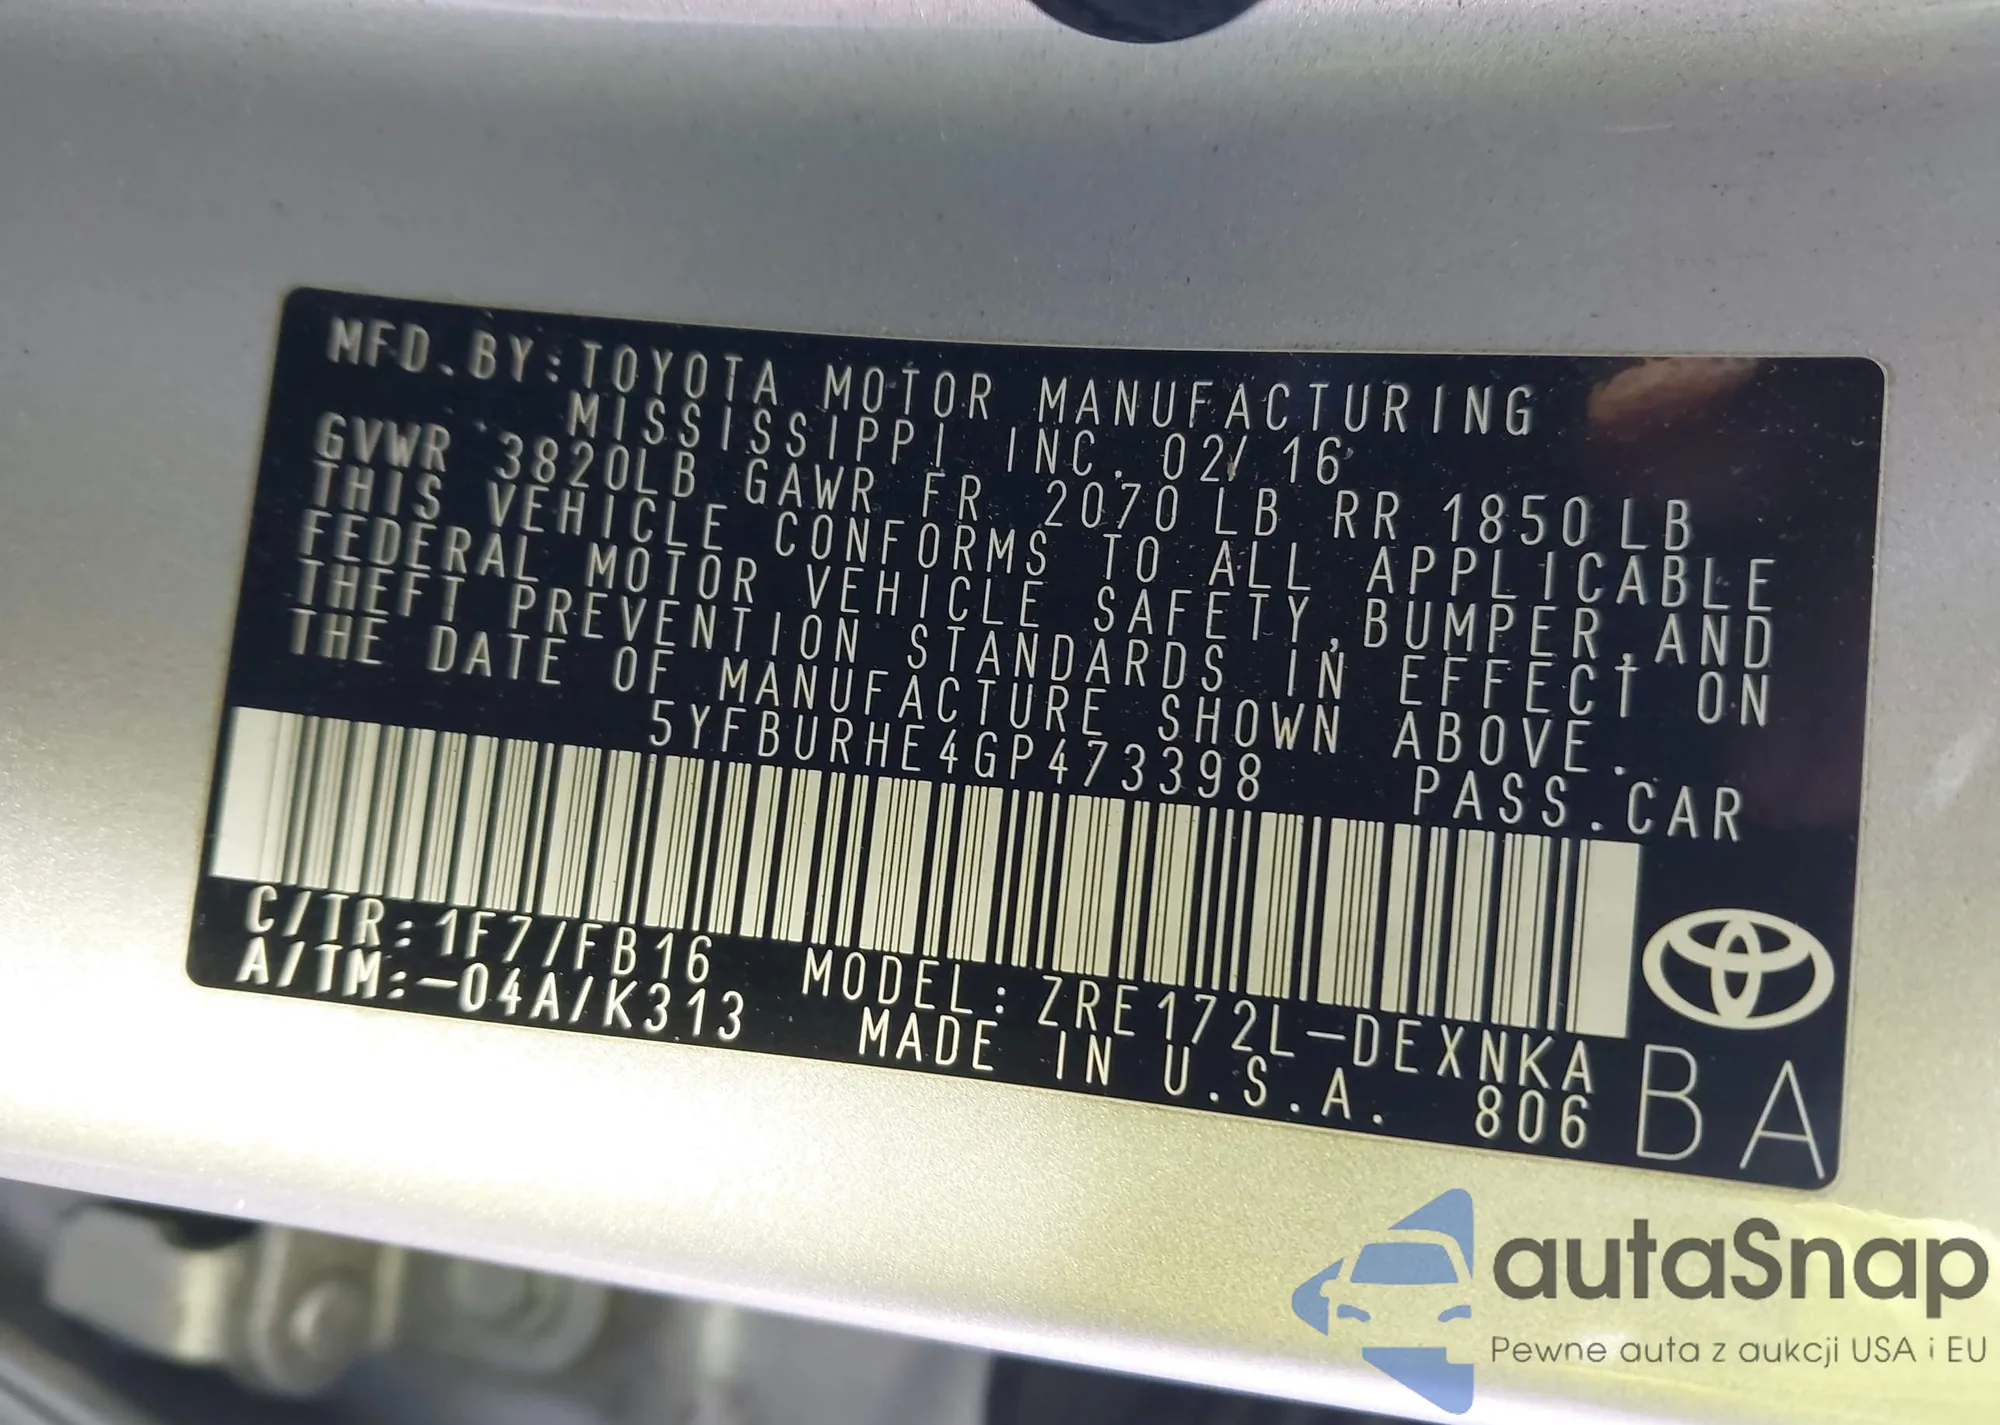 MFD.BY:TOYOTA MOTOR MANUFACTURING
MISSISSIPPI INC. 02/16
GVWR 3820LB GAWR FR 2070LB RR 1850LB
THIS VEHICLE CONFORMS TO ALL APPLICABLE
FEDERAL MOTOR VEHICLE SAFETY,BUMPER,AND
THEFT PREVENTION STANDARDS IN EFFECT ON
THE DATE OF MANUFACTURE SHOWN ABOVE.
5YFBURHE4GP473398 PASS.CAR
C/TR:1F7/FB16 MODEL:ZRE172L-DEXNKA
A/TM:-04A/K313 MADE IN U.S.A. 806
BA
autaSnap
Pewne auta z aukcji USA i EU